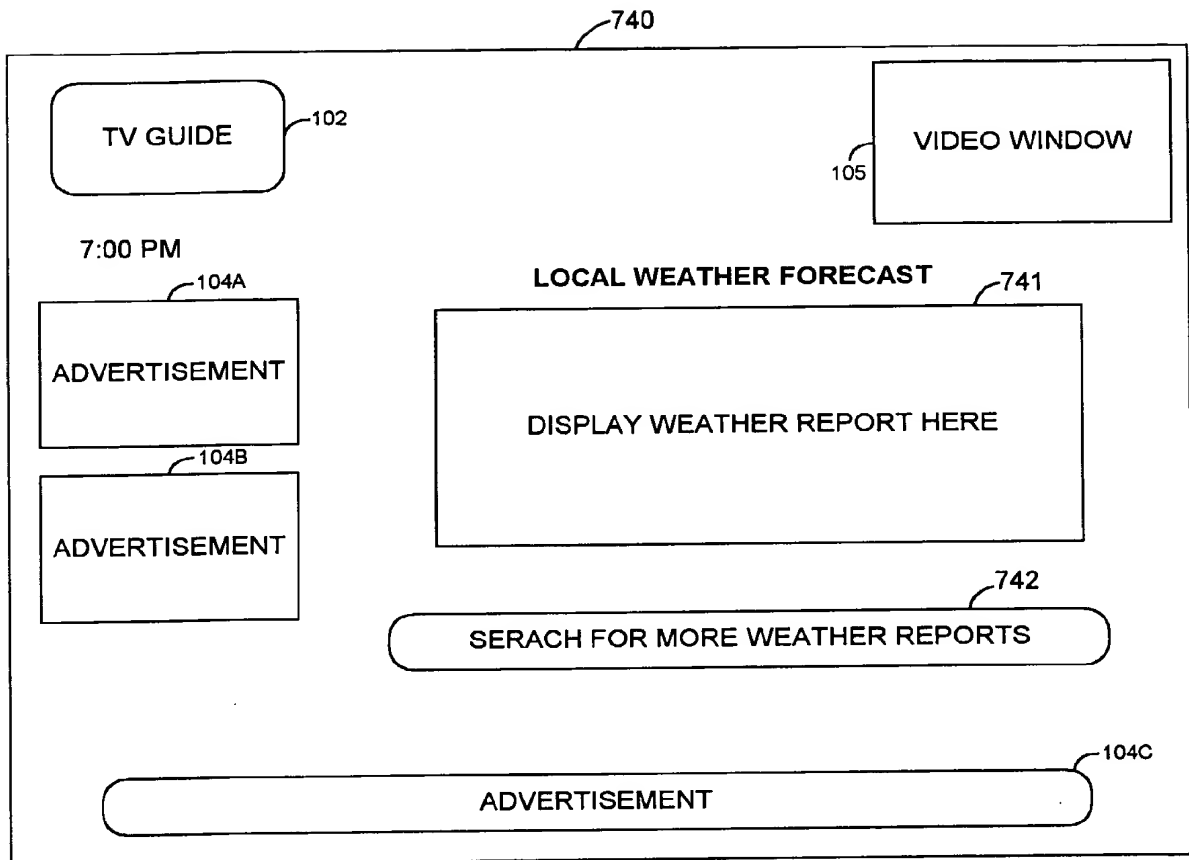 740
TV GUIDE
102
VIDEO WINDOW
105
7:00 PM
LOCAL WEATHER FORECAST
104A
741
ADVERTISEMENT
DISPLAY WEATHER REPORT HERE
104B
ADVERTISEMENT
742
SERACH FOR MORE WEATHER REPORTS
104C
ADVERTISEMENT